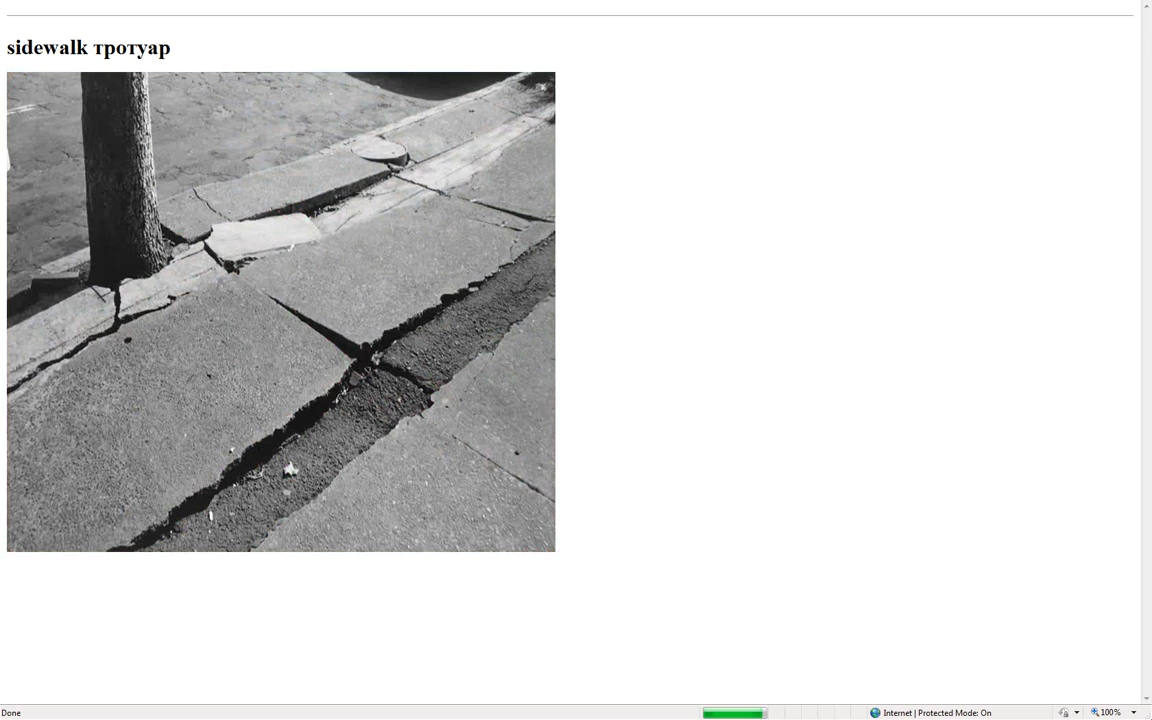 sidewalk тротуар
Done
Internet | Protected Mode: On
100%